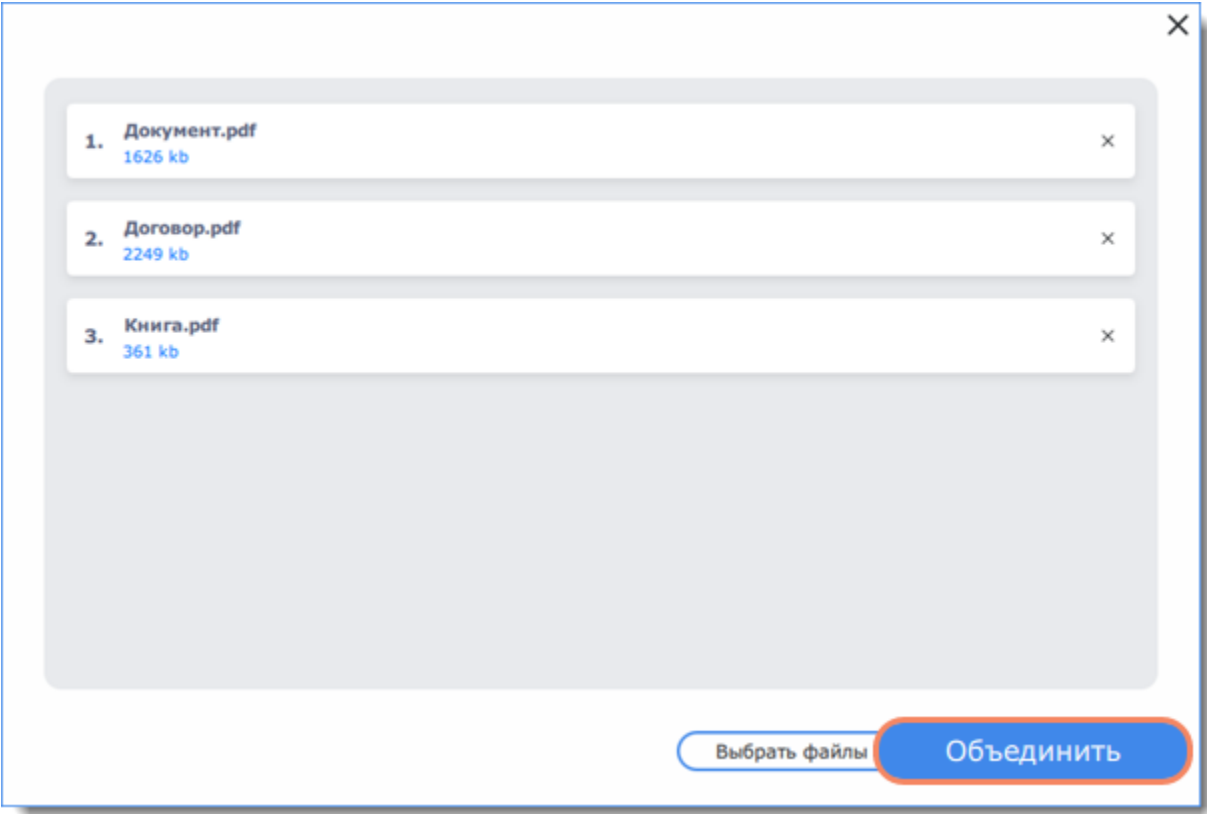 1. Документ.pdf
1626 kb
2. Договор.pdf
2249 kb
3. Книга.pdf
361 kb
Выбрать файлы
Объединить